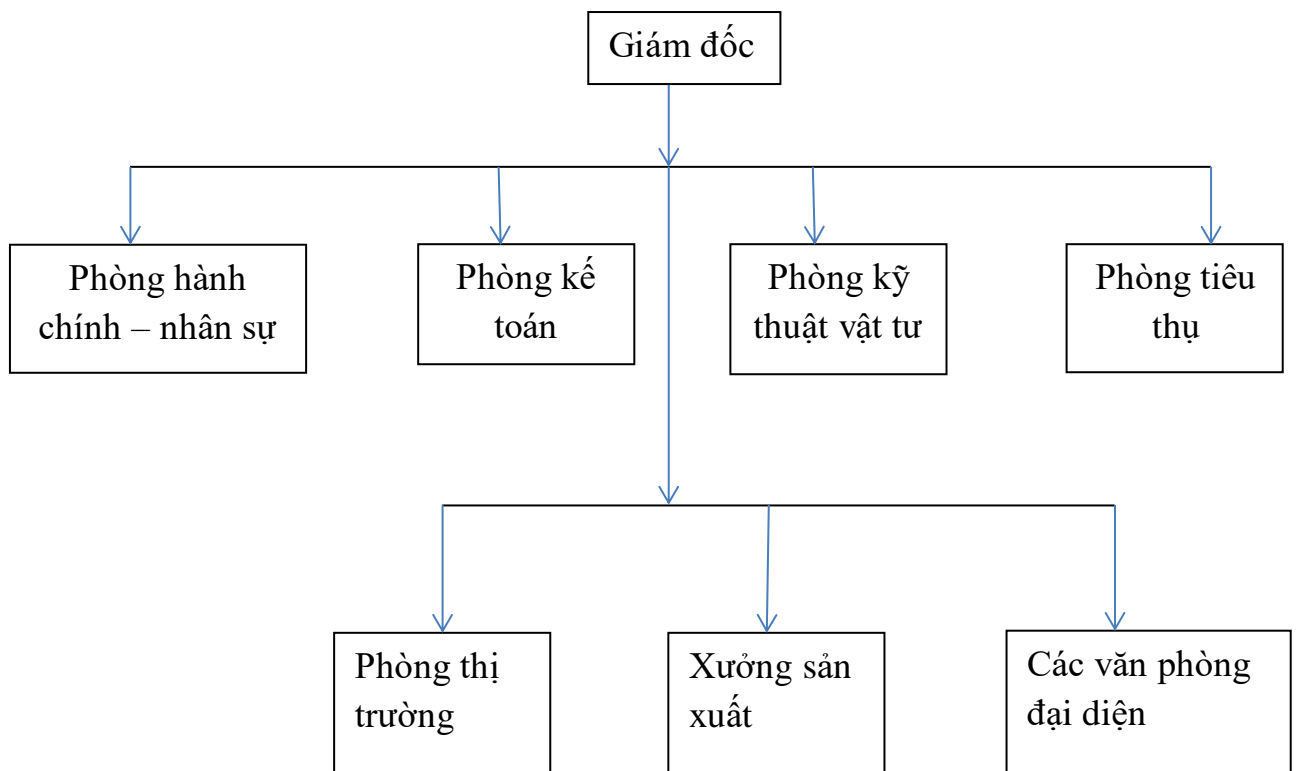 Giám đốc
Phòng hành
chính – nhân sự
Phòng kế
toán
Phòng kỹ
thuật vật tư
Phòng tiêu
thụ
Phòng thị
trường
Xưởng sản
xuất
Các văn phòng
đại diện